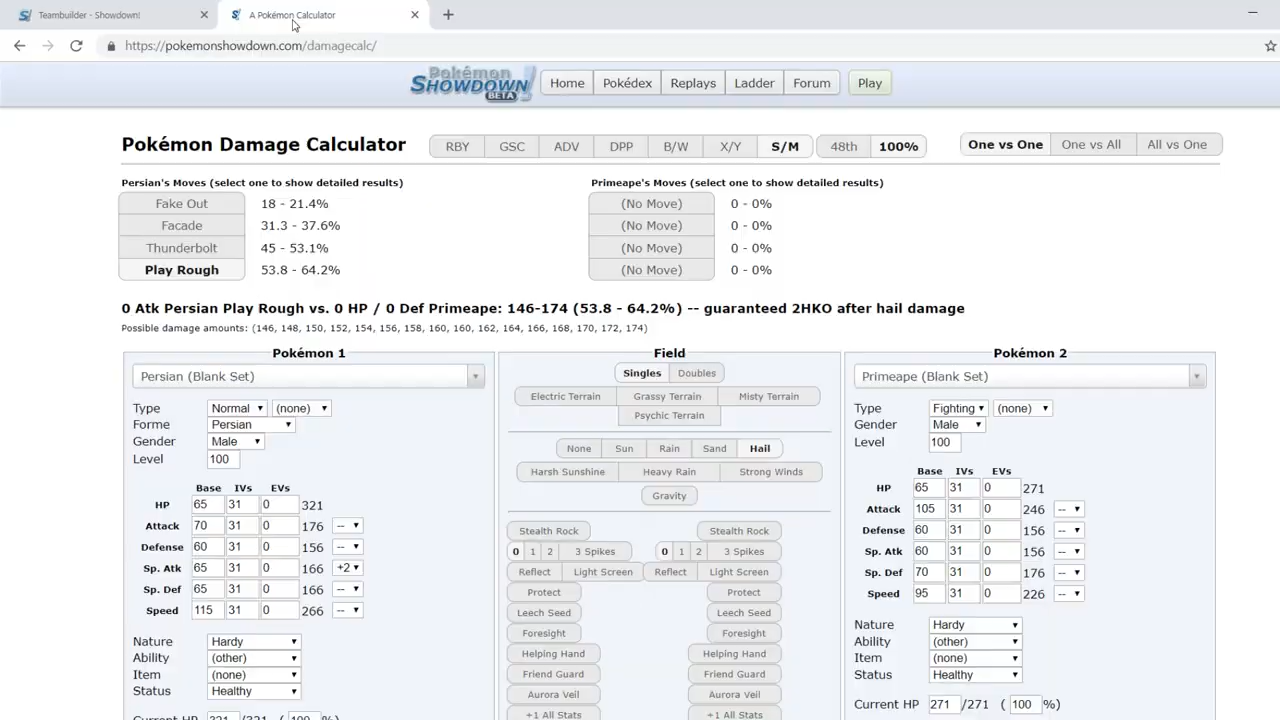 Teambuilder - Showdown! A Pokémon Calculator
https://pokemonshowdown.com/damagecalc/
Pokémon SHOWDOWN! BETA Home Pokédex Replays Ladder Forum Play
Pokémon Damage Calculator RBY GSC ADV DPP B/W X/Y S/M 48th 100% One vs One One vs All All vs One
Persian's Moves (select one to show detailed results) Primeape's Moves (select one to show detailed results)
Fake Out 18 - 21.4% (No Move) 0 - 0%
Facade 31.3 - 37.6% (No Move) 0 - 0%
Thunderbolt 45 - 53.1% (No Move) 0 - 0%
Play Rough 53.8 - 64.2% (No Move) 0 - 0%
0 Atk Persian Play Rough vs. 0 HP / 0 Def Primeape: 146-174 (53.8 - 64.2%) -- guaranteed 2HKO after hail damage
Possible damage amounts: (146, 148, 150, 152, 154, 156, 158, 160, 160, 162, 164, 166, 168, 170, 172, 174)
Pokémon 1
Persian (Blank Set)
Type Normal (none)
Forme Persian
Gender Male
Level 100
Base IVs EVs
HP 65 31 0 321
Attack 70 31 0 176 --
Defense 60 31 0 156 --
Sp. Atk 65 31 0 166 +2
Sp. Def 65 31 0 166 --
Speed 115 31 0 266 --
Nature Hardy
Ability (other)
Item (none)
Status Healthy
Current HP 321 /321 ( 100 %)
Field
Singles Doubles
Electric Terrain Grassy Terrain Misty Terrain
Psychic Terrain
None Sun Rain Sand Hail
Harsh Sunshine Heavy Rain Strong Winds
Gravity
Stealth Rock Stealth Rock
0 1 2 3 Spikes 0 1 2 3 Spikes
Reflect Light Screen Reflect Light Screen
Protect Protect
Leech Seed Leech Seed
Foresight Foresight
Helping Hand Helping Hand
Friend Guard Friend Guard
Aurora Veil Aurora Veil
+1 All Stats +1 All Stats
Pokémon 2
Primeape (Blank Set)
Type Fighting (none)
Gender Male
Level 100
Base IVs EVs
HP 65 31 0 271
Attack 105 31 0 246 --
Defense 60 31 0 156 --
Sp. Atk 60 31 0 156 --
Sp. Def 70 31 0 176 --
Speed 95 31 0 226 --
Nature Hardy
Ability (other)
Item (none)
Status Healthy
Current HP 271 /271 ( 100 %)